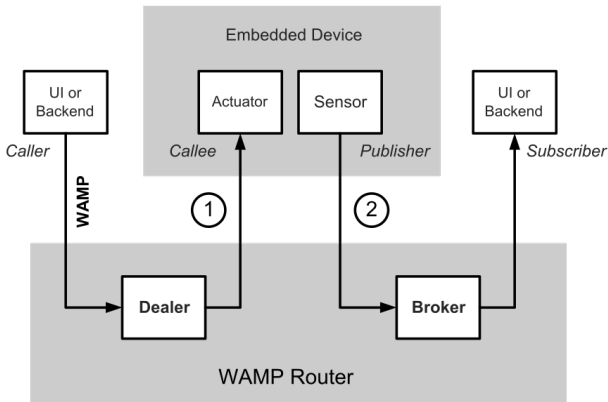 Embedded Device
UI or
Backend
Actuator
Sensor
UI or
Backend
Caller
Callee
Publisher
Subscriber
WAMP
1
2
Dealer
Broker
WAMP Router